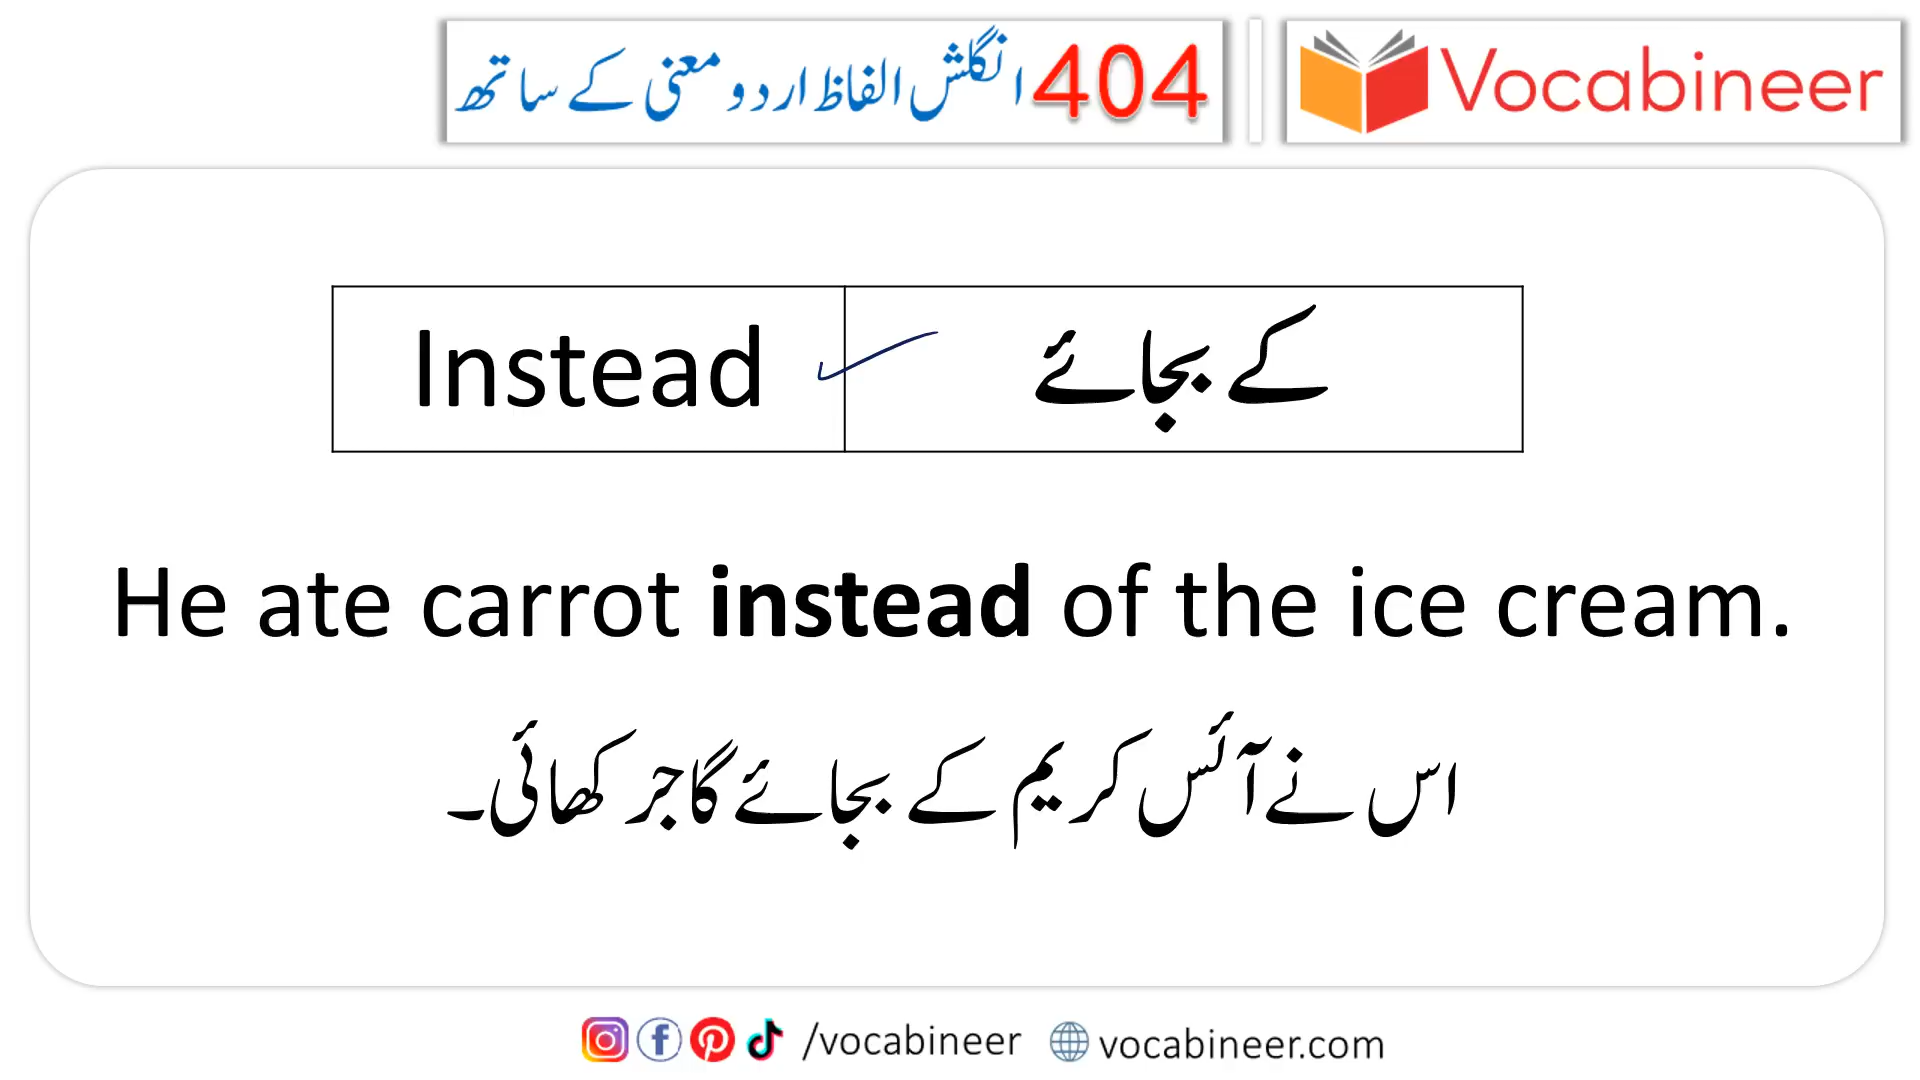 404 انگلش الفاظ اردو معنی کے ساتھ
Vocabineer
Instead
کے بجائے
He ate carrot instead of the ice cream.
اس نے آئس کریم کے بجائے گاجر کھائی۔
/vocabineer
vocabineer.com